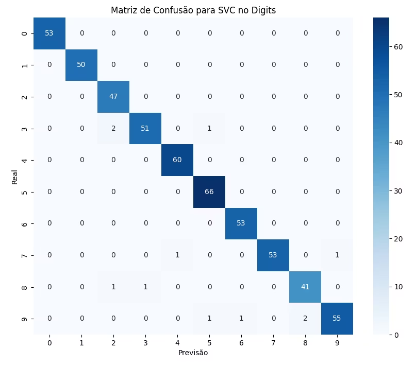 Matriz de Confusão para SVC no Digits
0 53 0 0 0 0 0 0 0 0 0
1 0 50 0 0 0 0 0 0 0 0
2 0 0 47 0 0 0 0 0 0 0
3 0 0 2 51 0 1 0 0 0 0
4 0 0 0 0 60 0 0 0 0 0
5 0 0 0 0 0 66 0 0 0 0
6 0 0 0 0 0 0 53 0 0 0
7 0 0 0 0 1 0 0 53 0 1
8 0 0 1 1 0 0 0 0 41 0
9 0 0 0 0 0 1 1 0 2 55
0 1 2 3 4 5 6 7 8 9
Real
Previsão
60
50
40
30
20
10
0